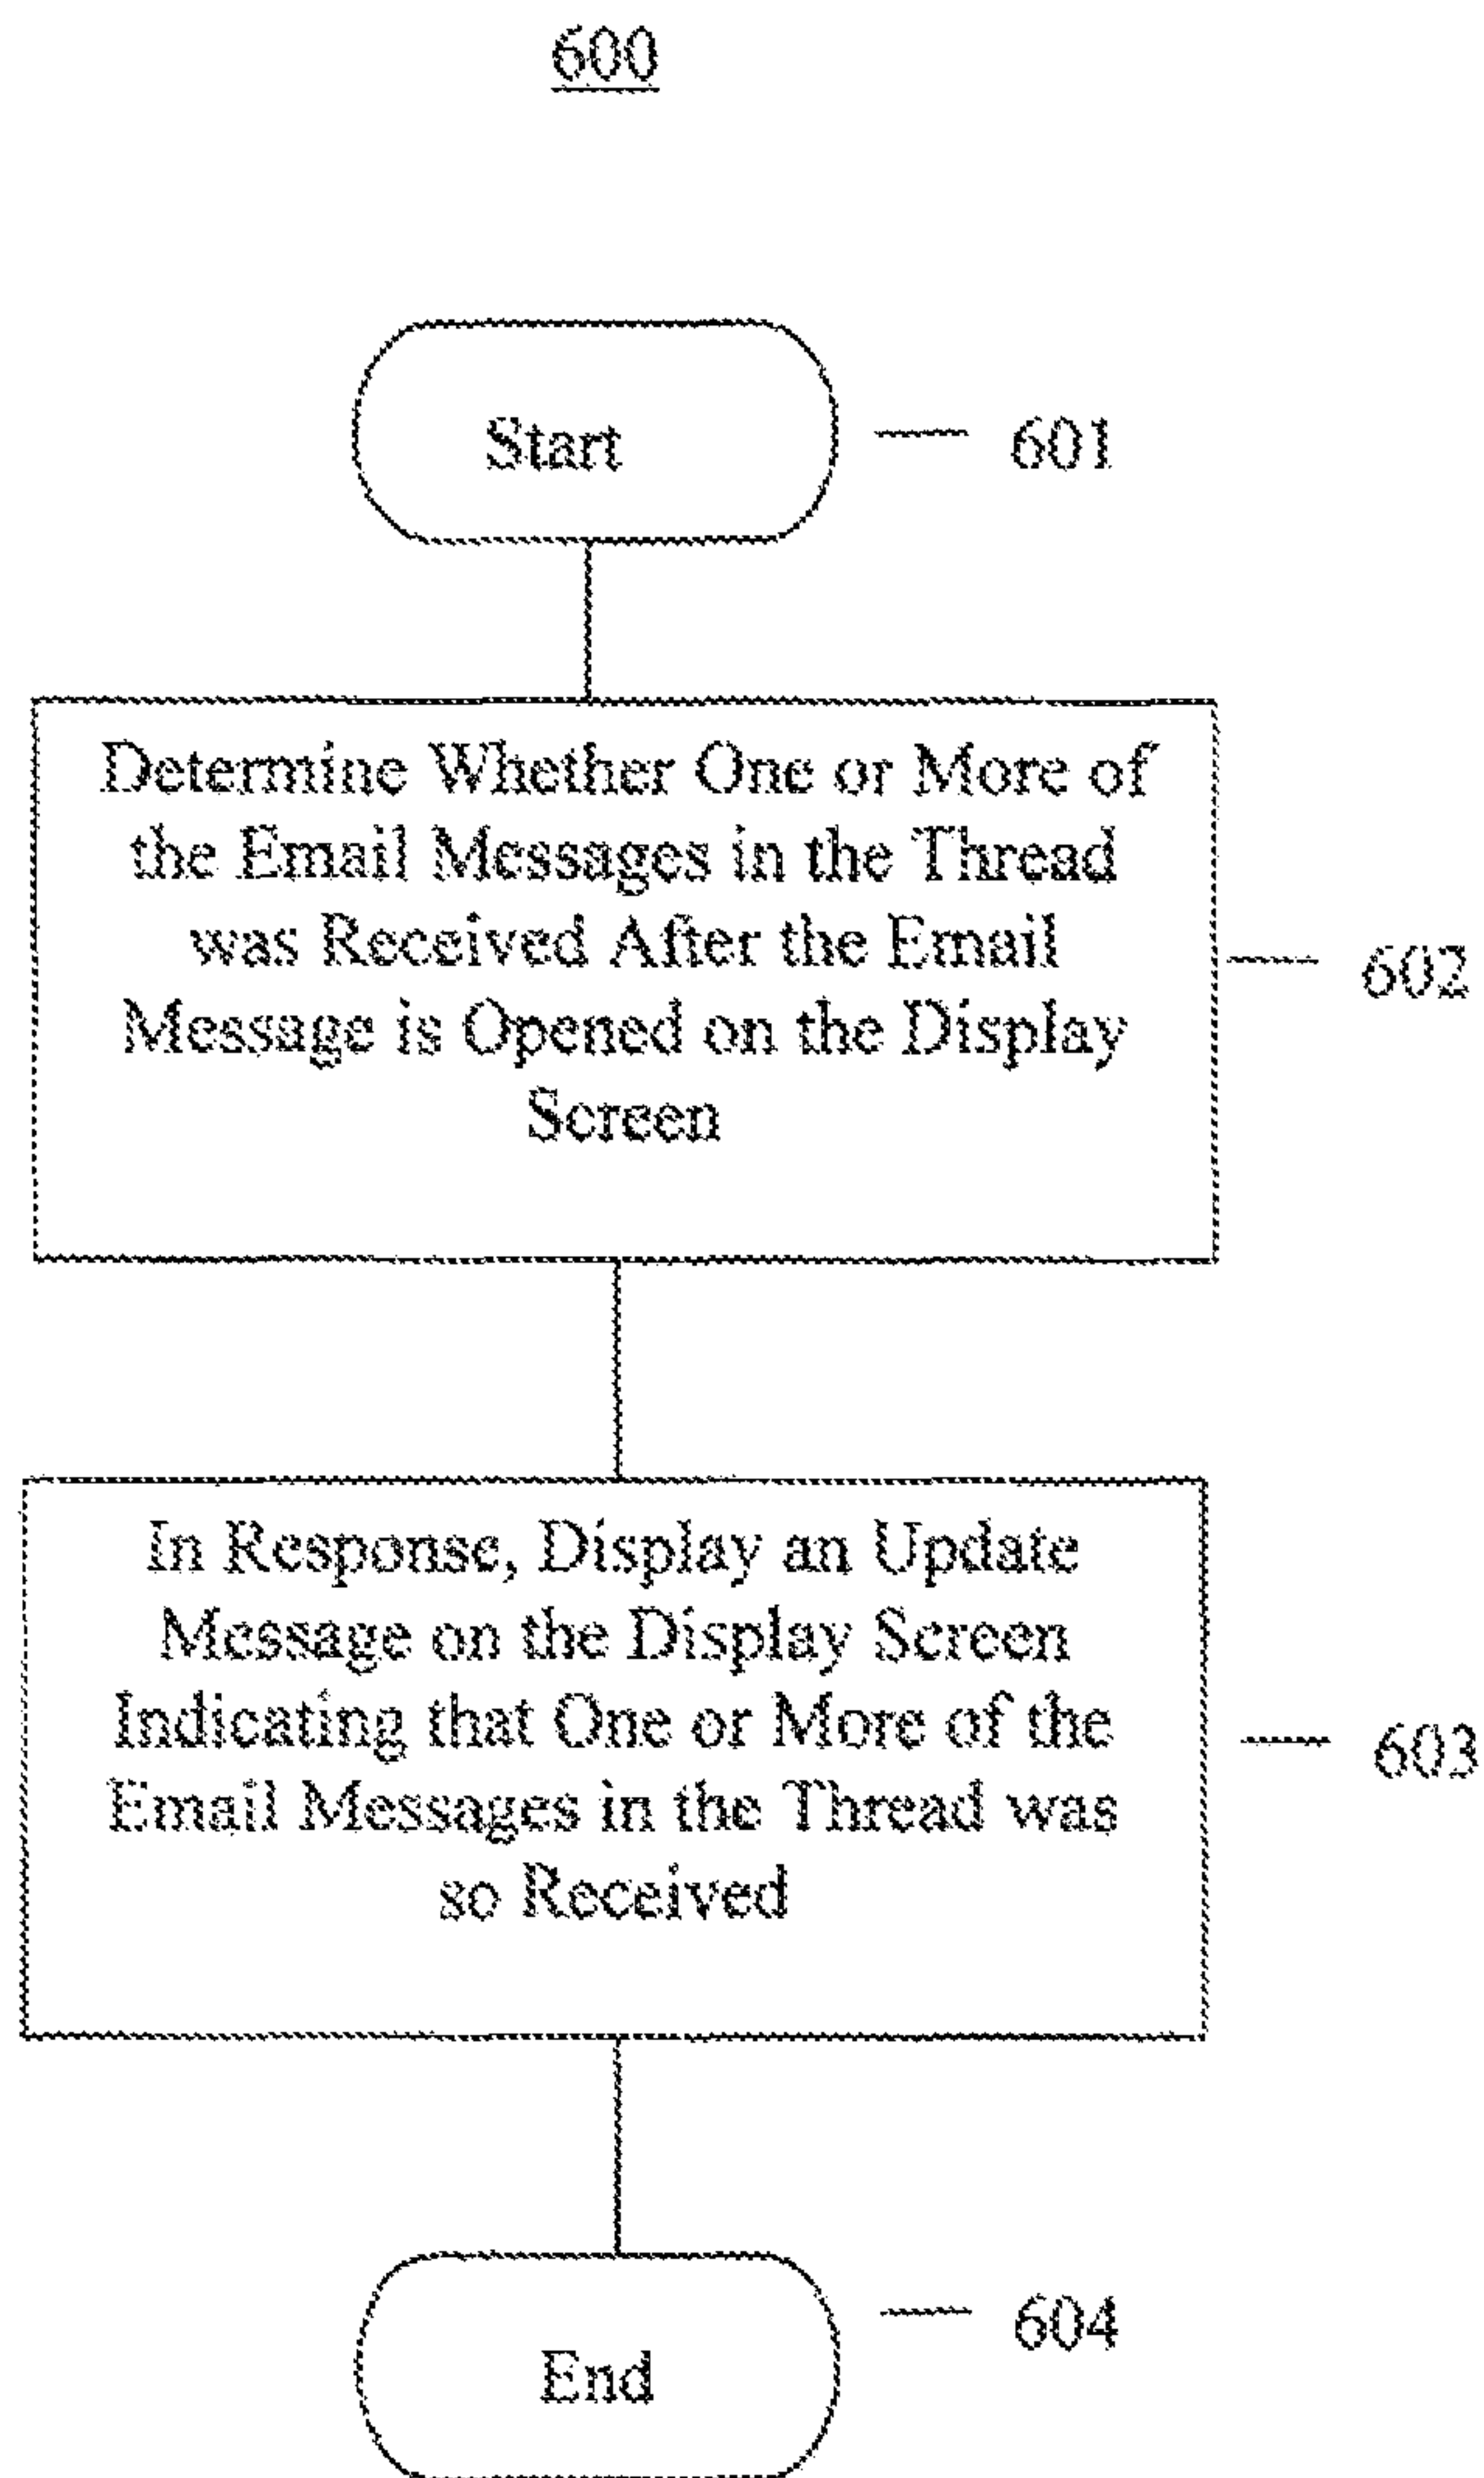 600
Start
601
Determine Whether One or More of
the Email Messages in the Thread
was Received After the Email
Message is Opened on the Display
Screen
602
In Response, Display an Update
Message on the Display Screen
Indicating that One or More of the
Email Messages in the Thread was
so Received
603
604
End